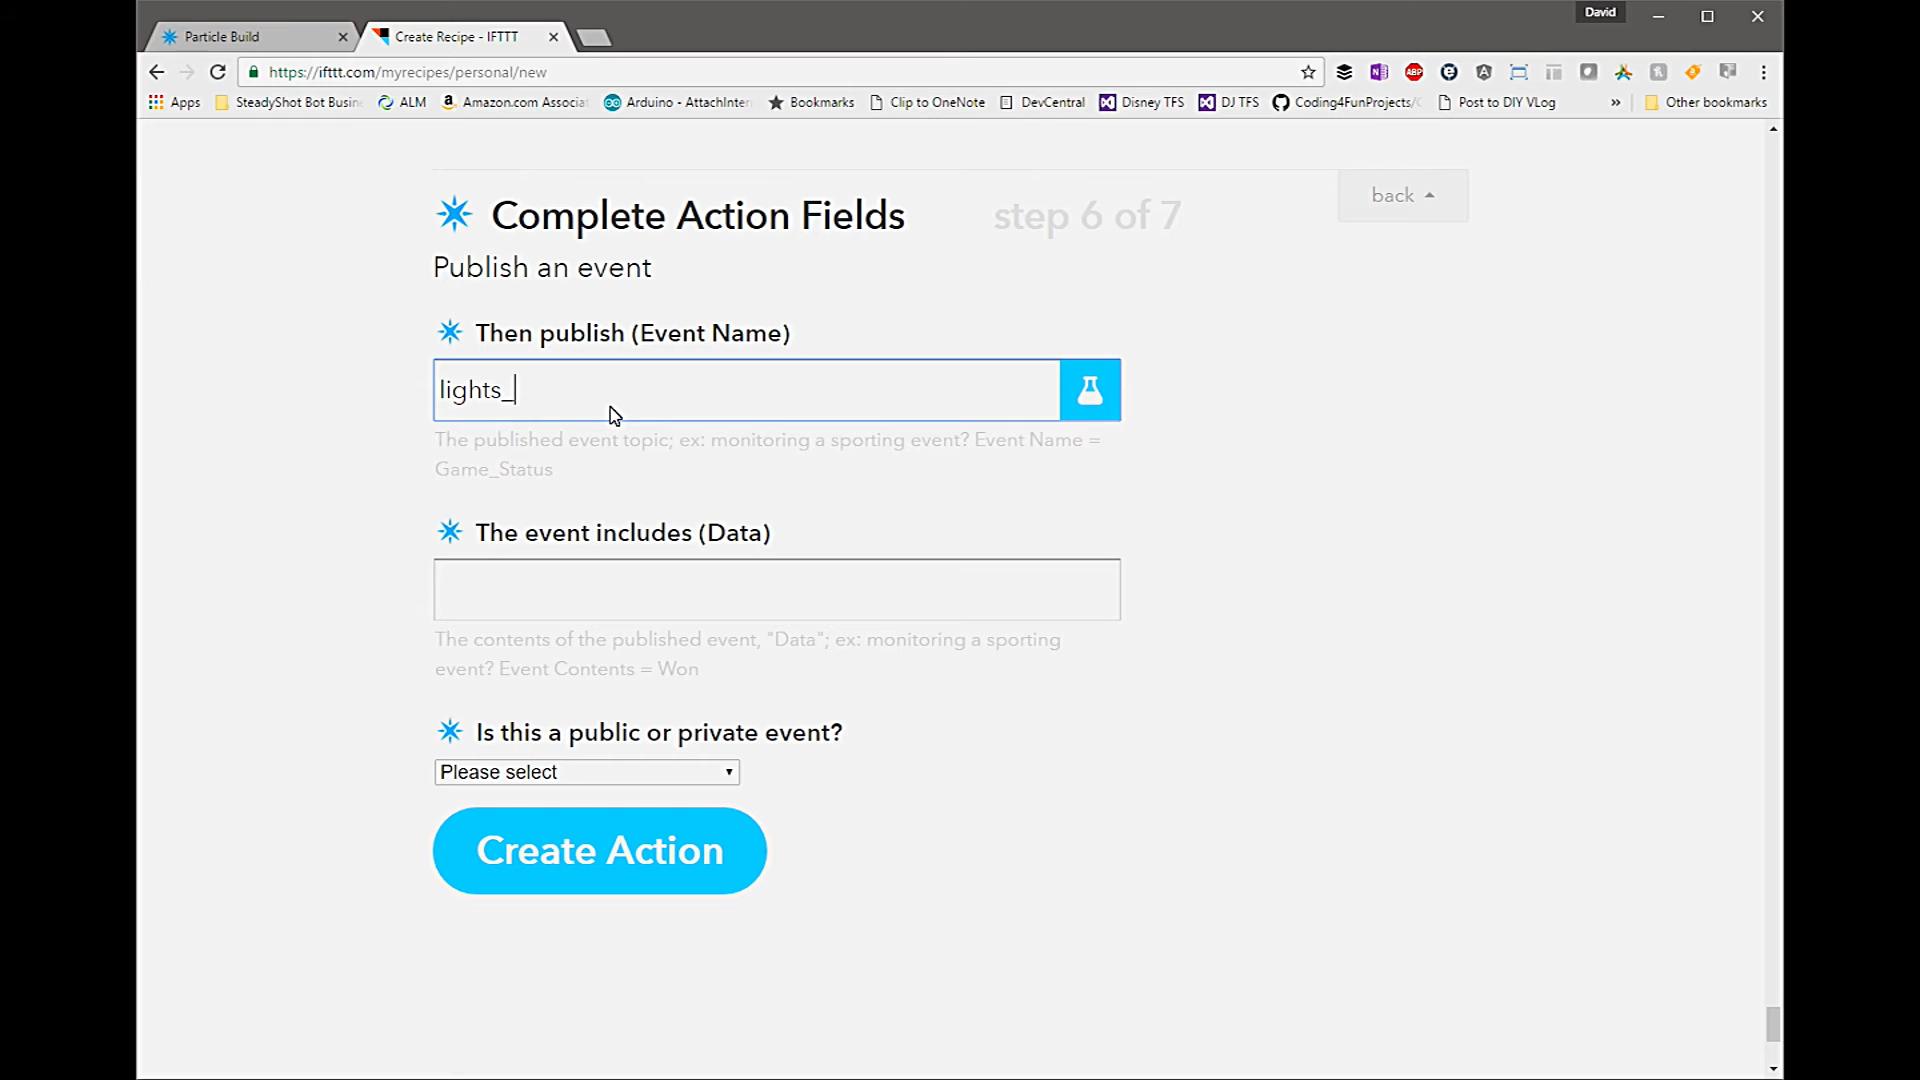 David
Particle Build
Create Recipe - IFTTT
https://ifttt.com/myrecipes/personal/new
Apps SteadyShot Bot Busin ALM Amazon.com Associa Arduino - AttachInter Bookmarks Clip to OneNote DevCentral Disney TFS DJ TFS Coding4FunProjects/ Post to DIY VLog » Other bookmarks
back
Complete Action Fields step 6 of 7
Publish an event
Then publish (Event Name)
lights_
The published event topic; ex: monitoring a sporting event? Event Name =
Game_Status
The event includes (Data)
The contents of the published event, "Data"; ex: monitoring a sporting
event? Event Contents = Won
Is this a public or private event?
Please select
Create Action